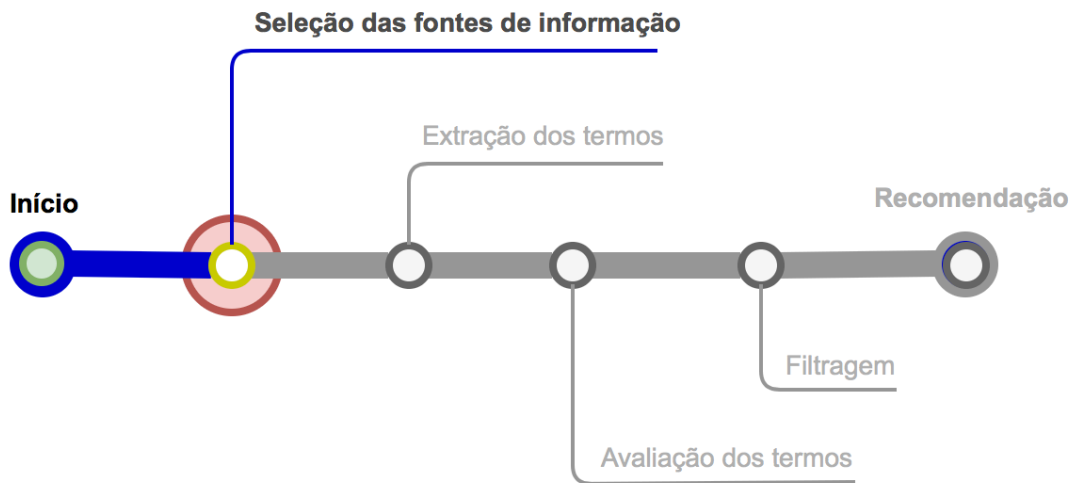 Seleção das fontes de informação
Extração dos termos
Início
Recomendação
Filtragem
Avaliação dos termos